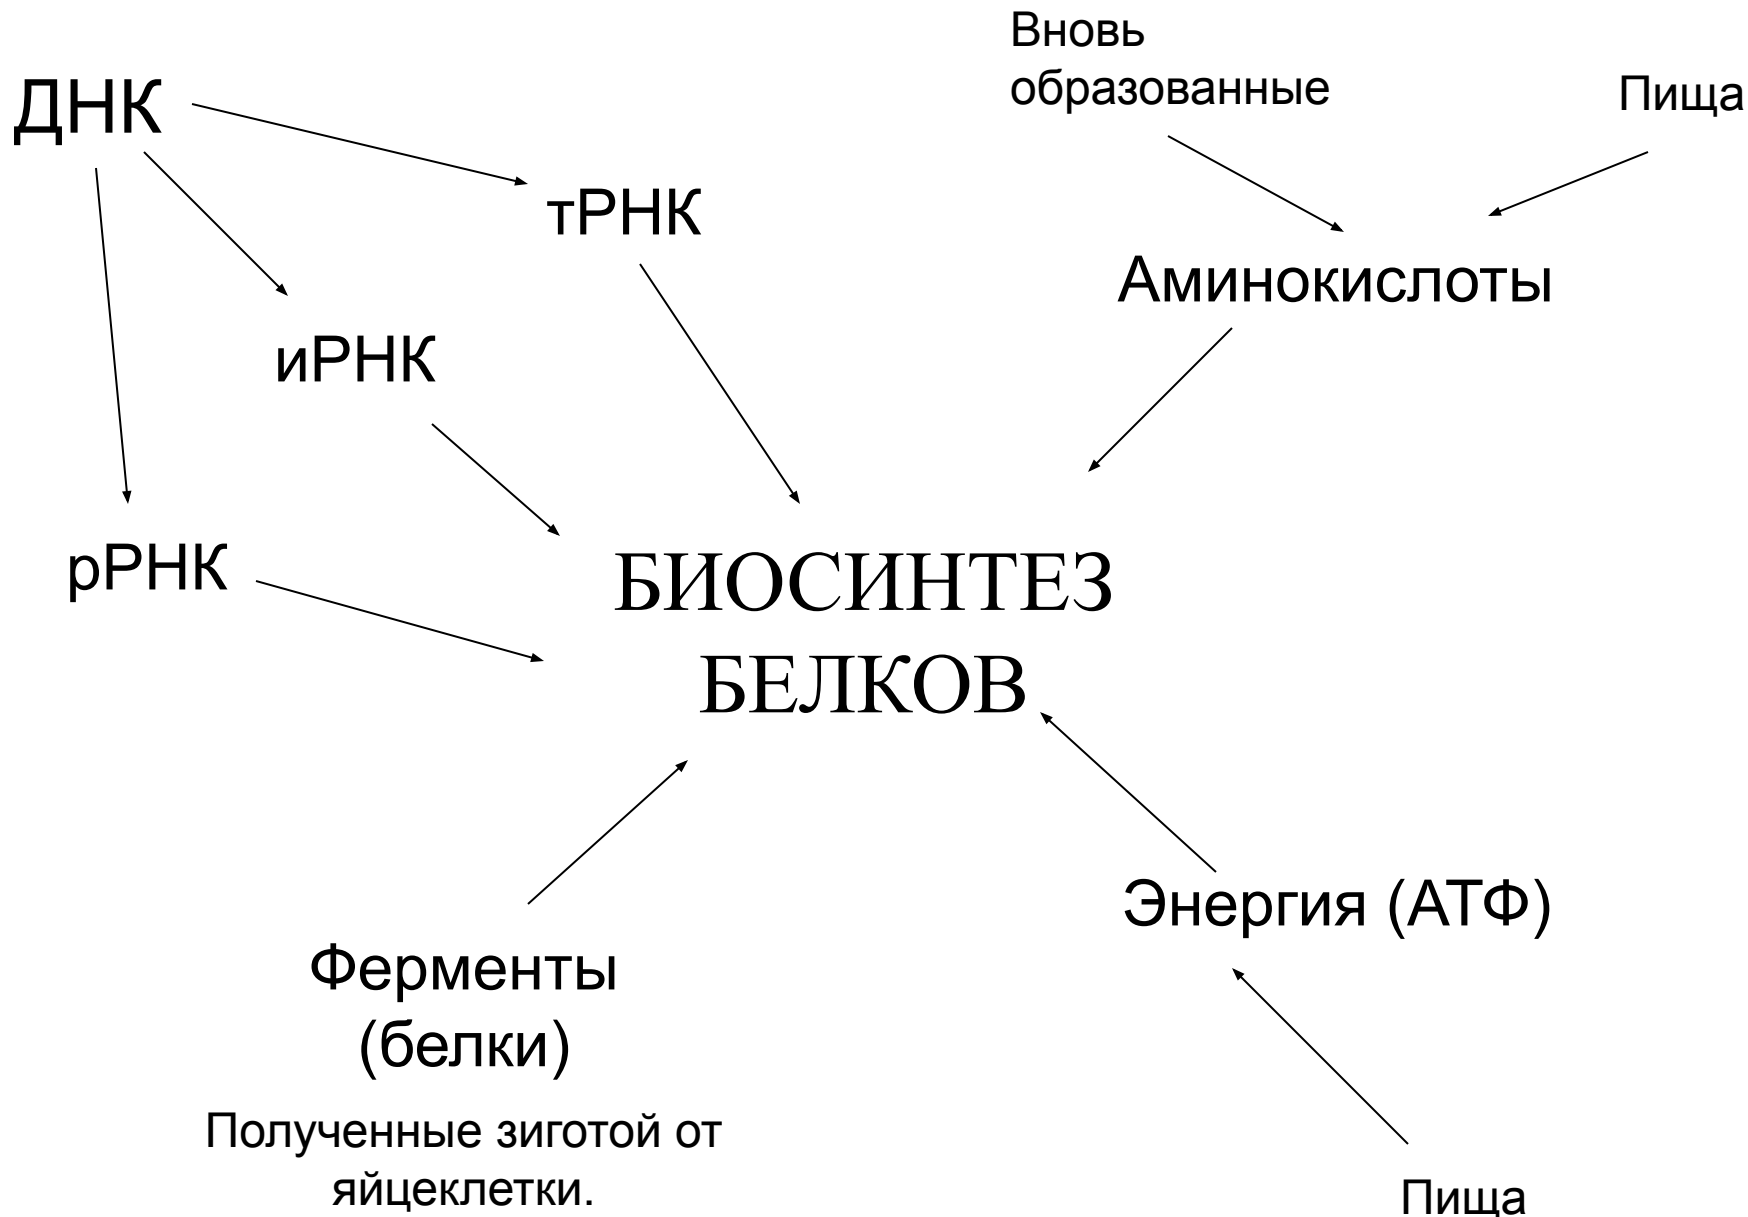 Вновь
образованные
Пища
ДНК
тРНК
Аминокислоты
иРНК
рРНК
БИОСИНТЕЗ
БЕЛКОВ
Энергия (АТФ)
Ферменты
(белки)
Полученные зиготой от
яйцеклетки.
Пища